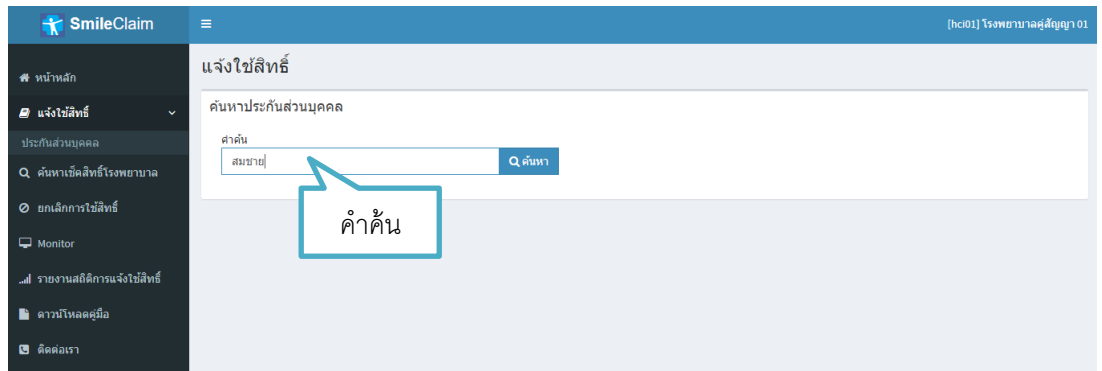 SmileClaim
[hci01] โรงพยาบาลคู่สัญญา 01
หน้าหลัก
แจ้งใช้สิทธิ์
ประกันส่วนบุคคล
ค้นหาเช็คสิทธิ์โรงพยาบาล
ยกเลิกการใช้สิทธิ์
Monitor
รายงานสถิติการแจ้งใช้สิทธิ์
ดาวน์โหลดคู่มือ
ติดต่อเรา
แจ้งใช้สิทธิ์
ค้นหาประกันส่วนบุคคล
คำค้น
สมชาย
ค้นหา
คำค้น